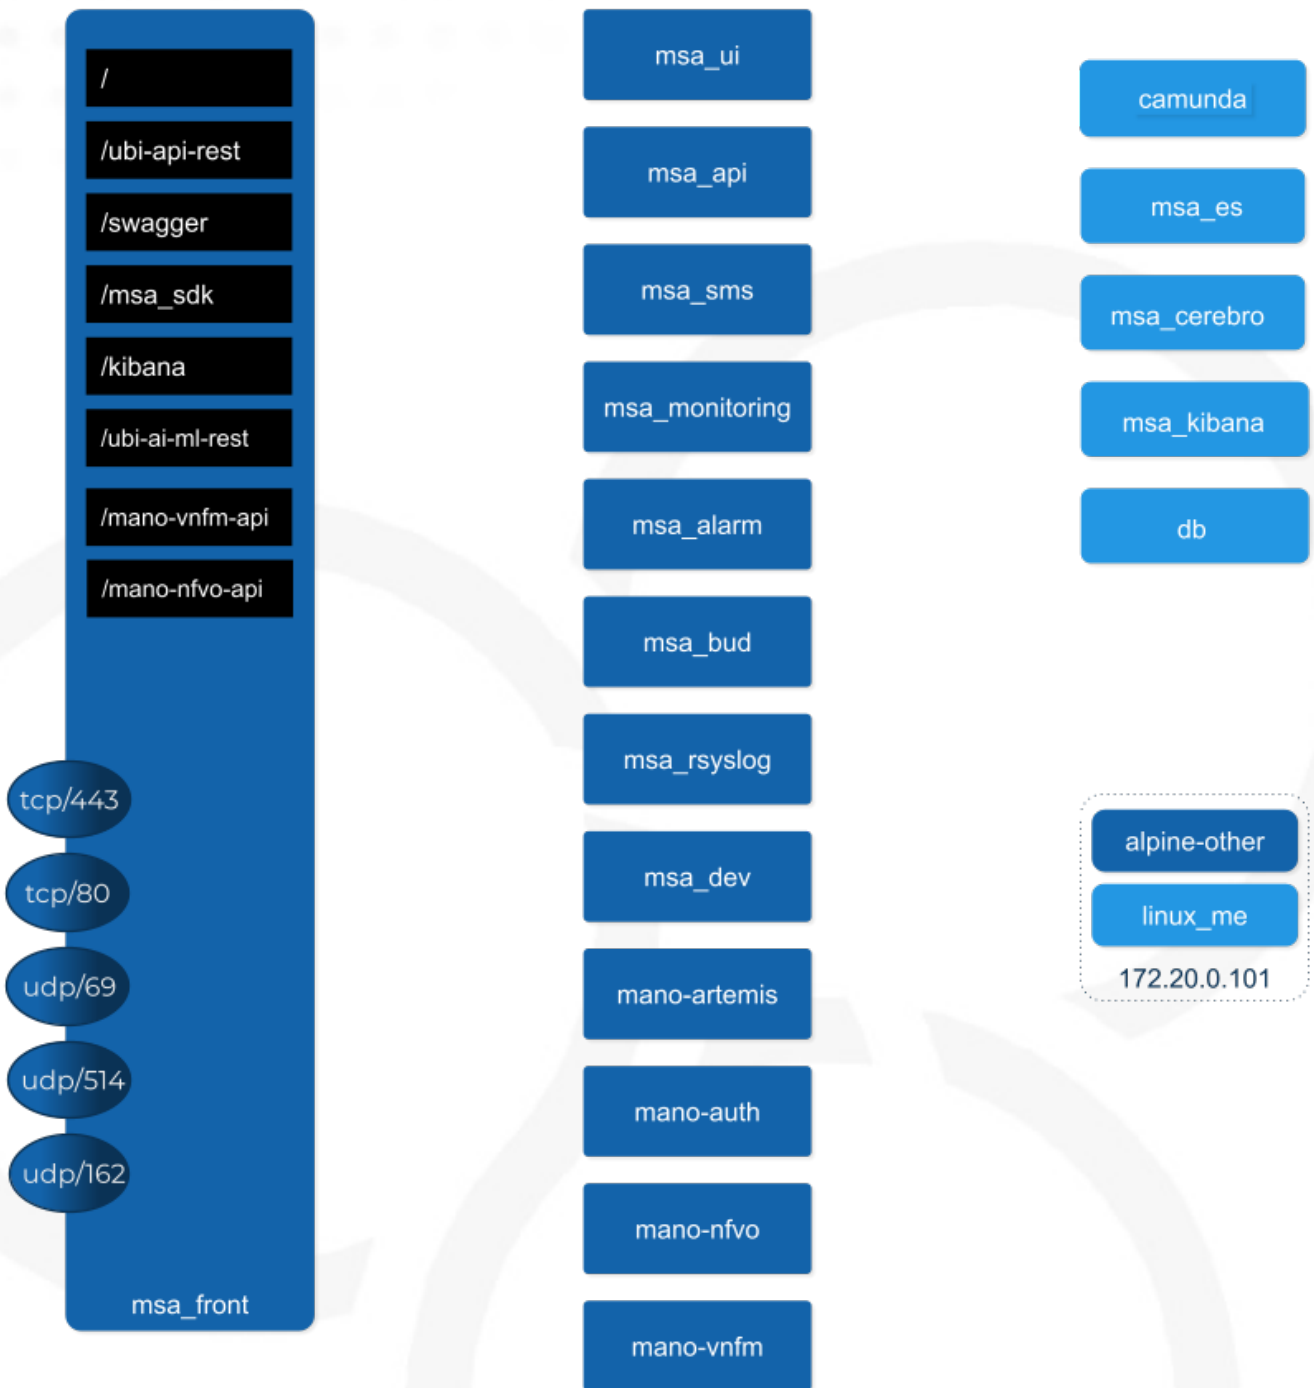 /
/ubi-api-rest
/swagger
/msa_sdk
/kibana
/ubi-ai-ml-rest
/mano-vnfm-api
/mano-nfvo-api
tcp/443
tcp/80
udp/69
udp/514
udp/162
msa_front
msa_ui
msa_api
msa_sms
msa_monitoring
msa_alarm
msa_bud
msa_rsyslog
msa_dev
mano-artemis
mano-auth
mano-nfvo
mano-vnfm
camunda
msa_es
msa_cerebro
msa_kibana
db
alpine-other
linux_me
172.20.0.101